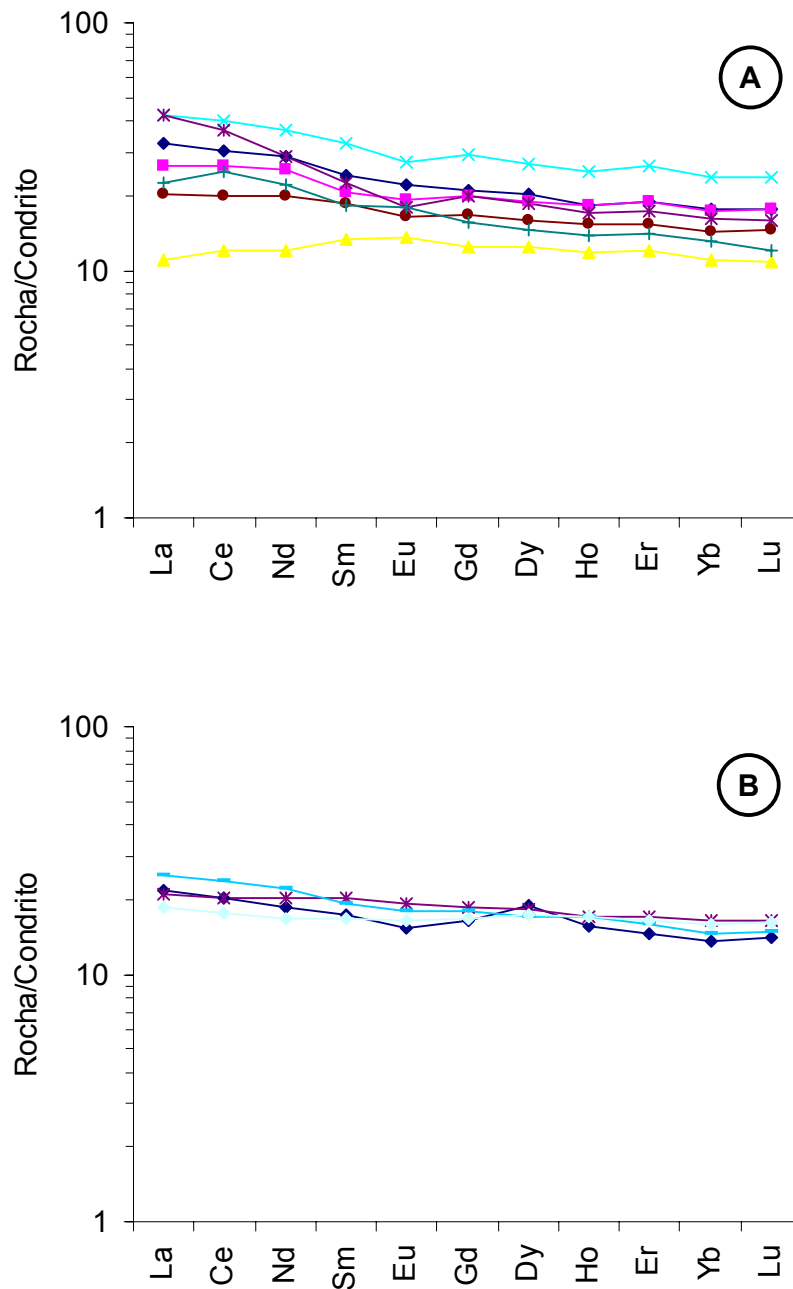 100
A
10
1
Rocha/Condrito
La Ce Nd Sm Eu Gd Dy Ho Er Yb Lu
100
B
10
1
Rocha/Condrito
La Ce Nd Sm Eu Gd Dy Ho Er Yb Lu